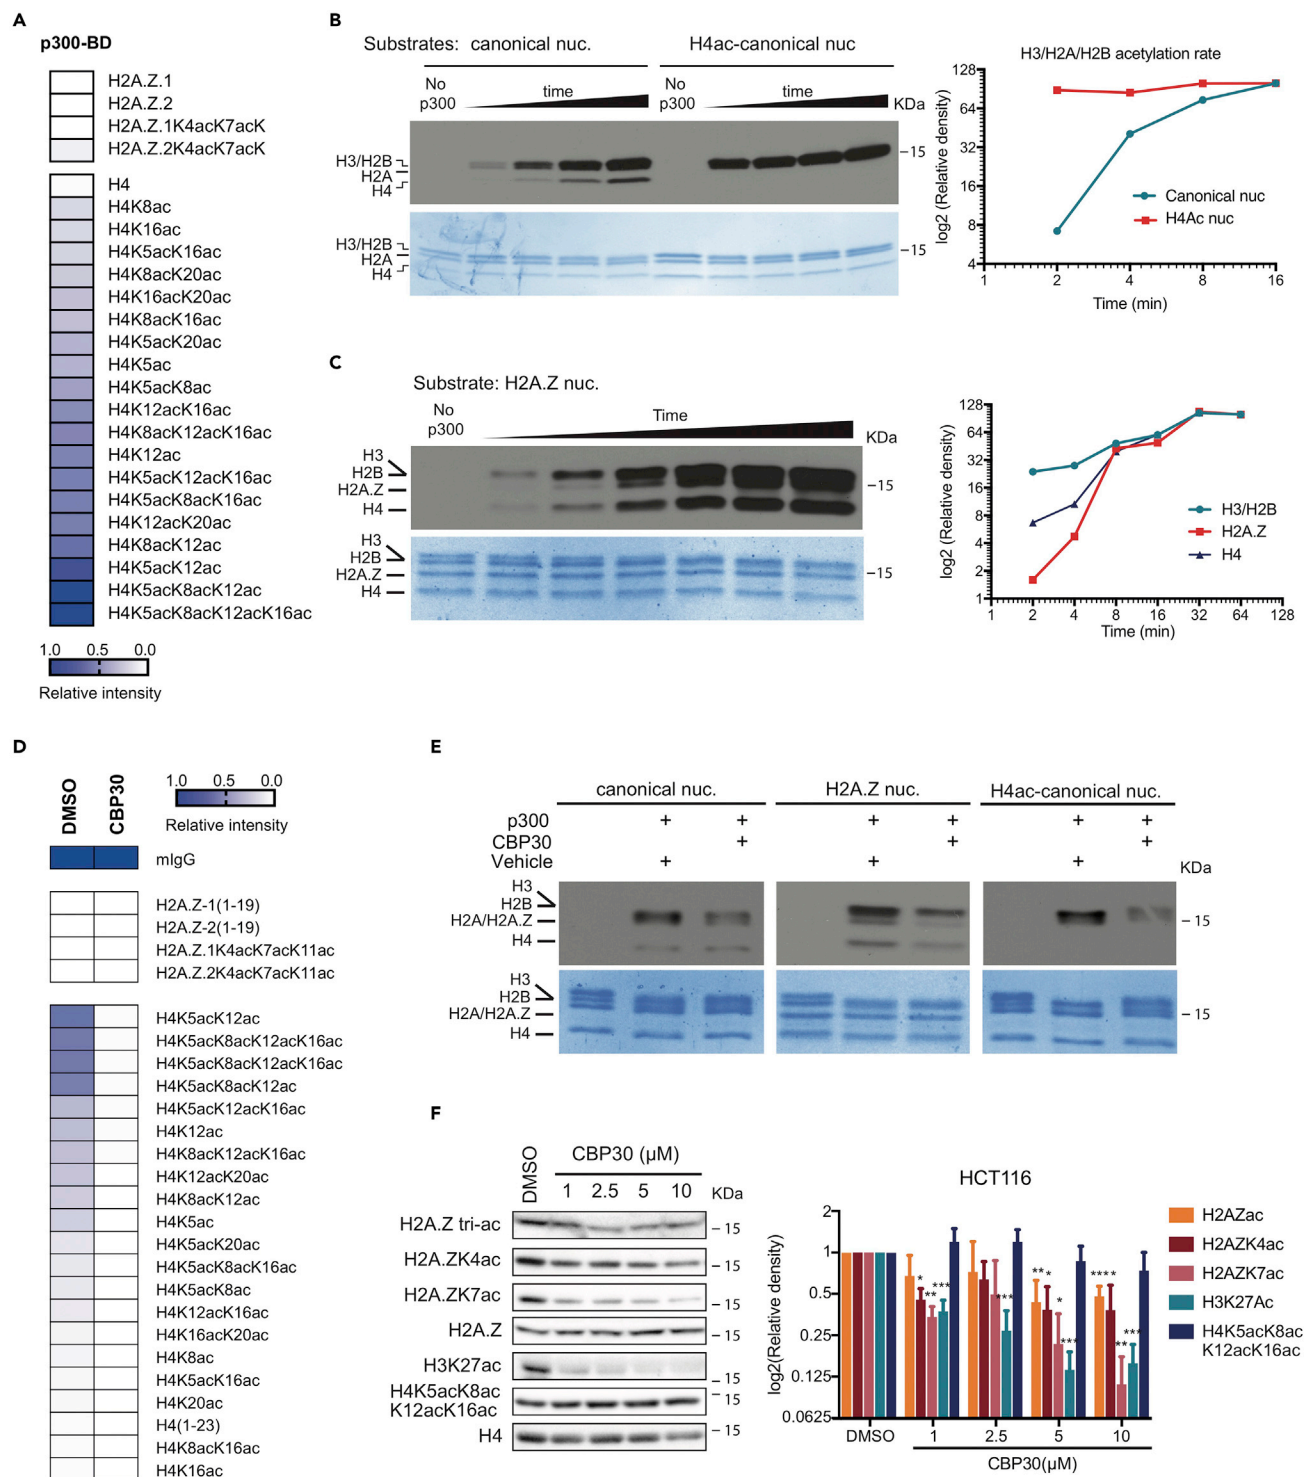 A
p300-BD
H2A.Z.1
H2A.Z.2
H2A.Z.1K4acK7acK
H2A.Z.2K4acK7acK
H4
H4K8ac
H4K16ac
H4K5acK16ac
H4K8acK20ac
H4K16acK20ac
H4K8acK16ac
H4K5acK20ac
H4K5ac
H4K5acK8ac
H4K12acK16ac
H4K8acK12acK16ac
H4K12ac
H4K5acK12acK16ac
H4K5acK8acK16ac
H4K12acK20ac
H4K8acK12ac
H4K5acK12ac
H4K5acK8acK12ac
H4K5acK8acK12acK16ac
1.0 0.5 0.0
Relative intensity
B
Substrates: canonical nuc. H4ac-canonical nuc
No p300 time No p300 time KDa
H3/H2B
H2A
H4
15
H3/H2B
H2A
H4
15
H3/H2A/H2B acetylation rate
log2 (Relative density)
128
64
32
16
8
4
Canonical nuc
H4Ac nuc
1 2 4 8 16
Time (min)
C
Substrate: H2A.Z nuc.
No p300 Time KDa
H3
H2B
H2A.Z
H4
15
H3
H2B
H2A.Z
H4
15
log2 (Relative density)
128
64
32
16
8
4
2
1
H3/H2B
H2A.Z
H4
1 2 4 8 16 32 64 128
Time (min)
D
DMSO CBP30
1.0 0.5 0.0
Relative intensity
mIgG
H2A.Z-1(1-19)
H2A.Z-2(1-19)
H2A.Z.1K4acK7acK11ac
H2A.Z.2K4acK7acK11ac
H4K5acK12ac
H4K5acK8acK12acK16ac
H4K5acK8acK12acK16ac
H4K5acK8acK12ac
H4K5acK12acK16ac
H4K12ac
H4K8acK12acK16ac
H4K12acK20ac
H4K8acK12ac
H4K5ac
H4K5acK20ac
H4K5acK8acK16ac
H4K5acK8ac
H4K12acK16ac
H4K16acK20ac
H4K8ac
H4K5acK16ac
H4K20ac
H4(1-23)
H4K8acK16ac
H4K16ac
E
canonical nuc. H2A.Z nuc. H4ac-canonical nuc.
p300 + + + + + +
CBP30 + + +
Vehicle + + +
KDa
H3
H2B
H2A/H2A.Z
H4
15
H3
H2B
H2A/H2A.Z
H4
15
F
DMSO CBP30 (μM)
1 2.5 5 10 KDa
H2A.Z tri-ac 15
H2A.ZK4ac 15
H2A.ZK7ac 15
H2A.Z 15
H3K27ac 15
H4K5acK8ac
K12acK16ac 15
H4 15
HCT116
log2(Relative density)
2
1
0.5
0.25
0.125
0.0625
* ** *** *** ** * * *** **** ** ***
DMSO 1 2.5 5 10
CBP30(μM)
H2AZac
H2AZK4ac
H2AZK7ac
H3K27Ac
H4K5acK8ac
K12acK16ac